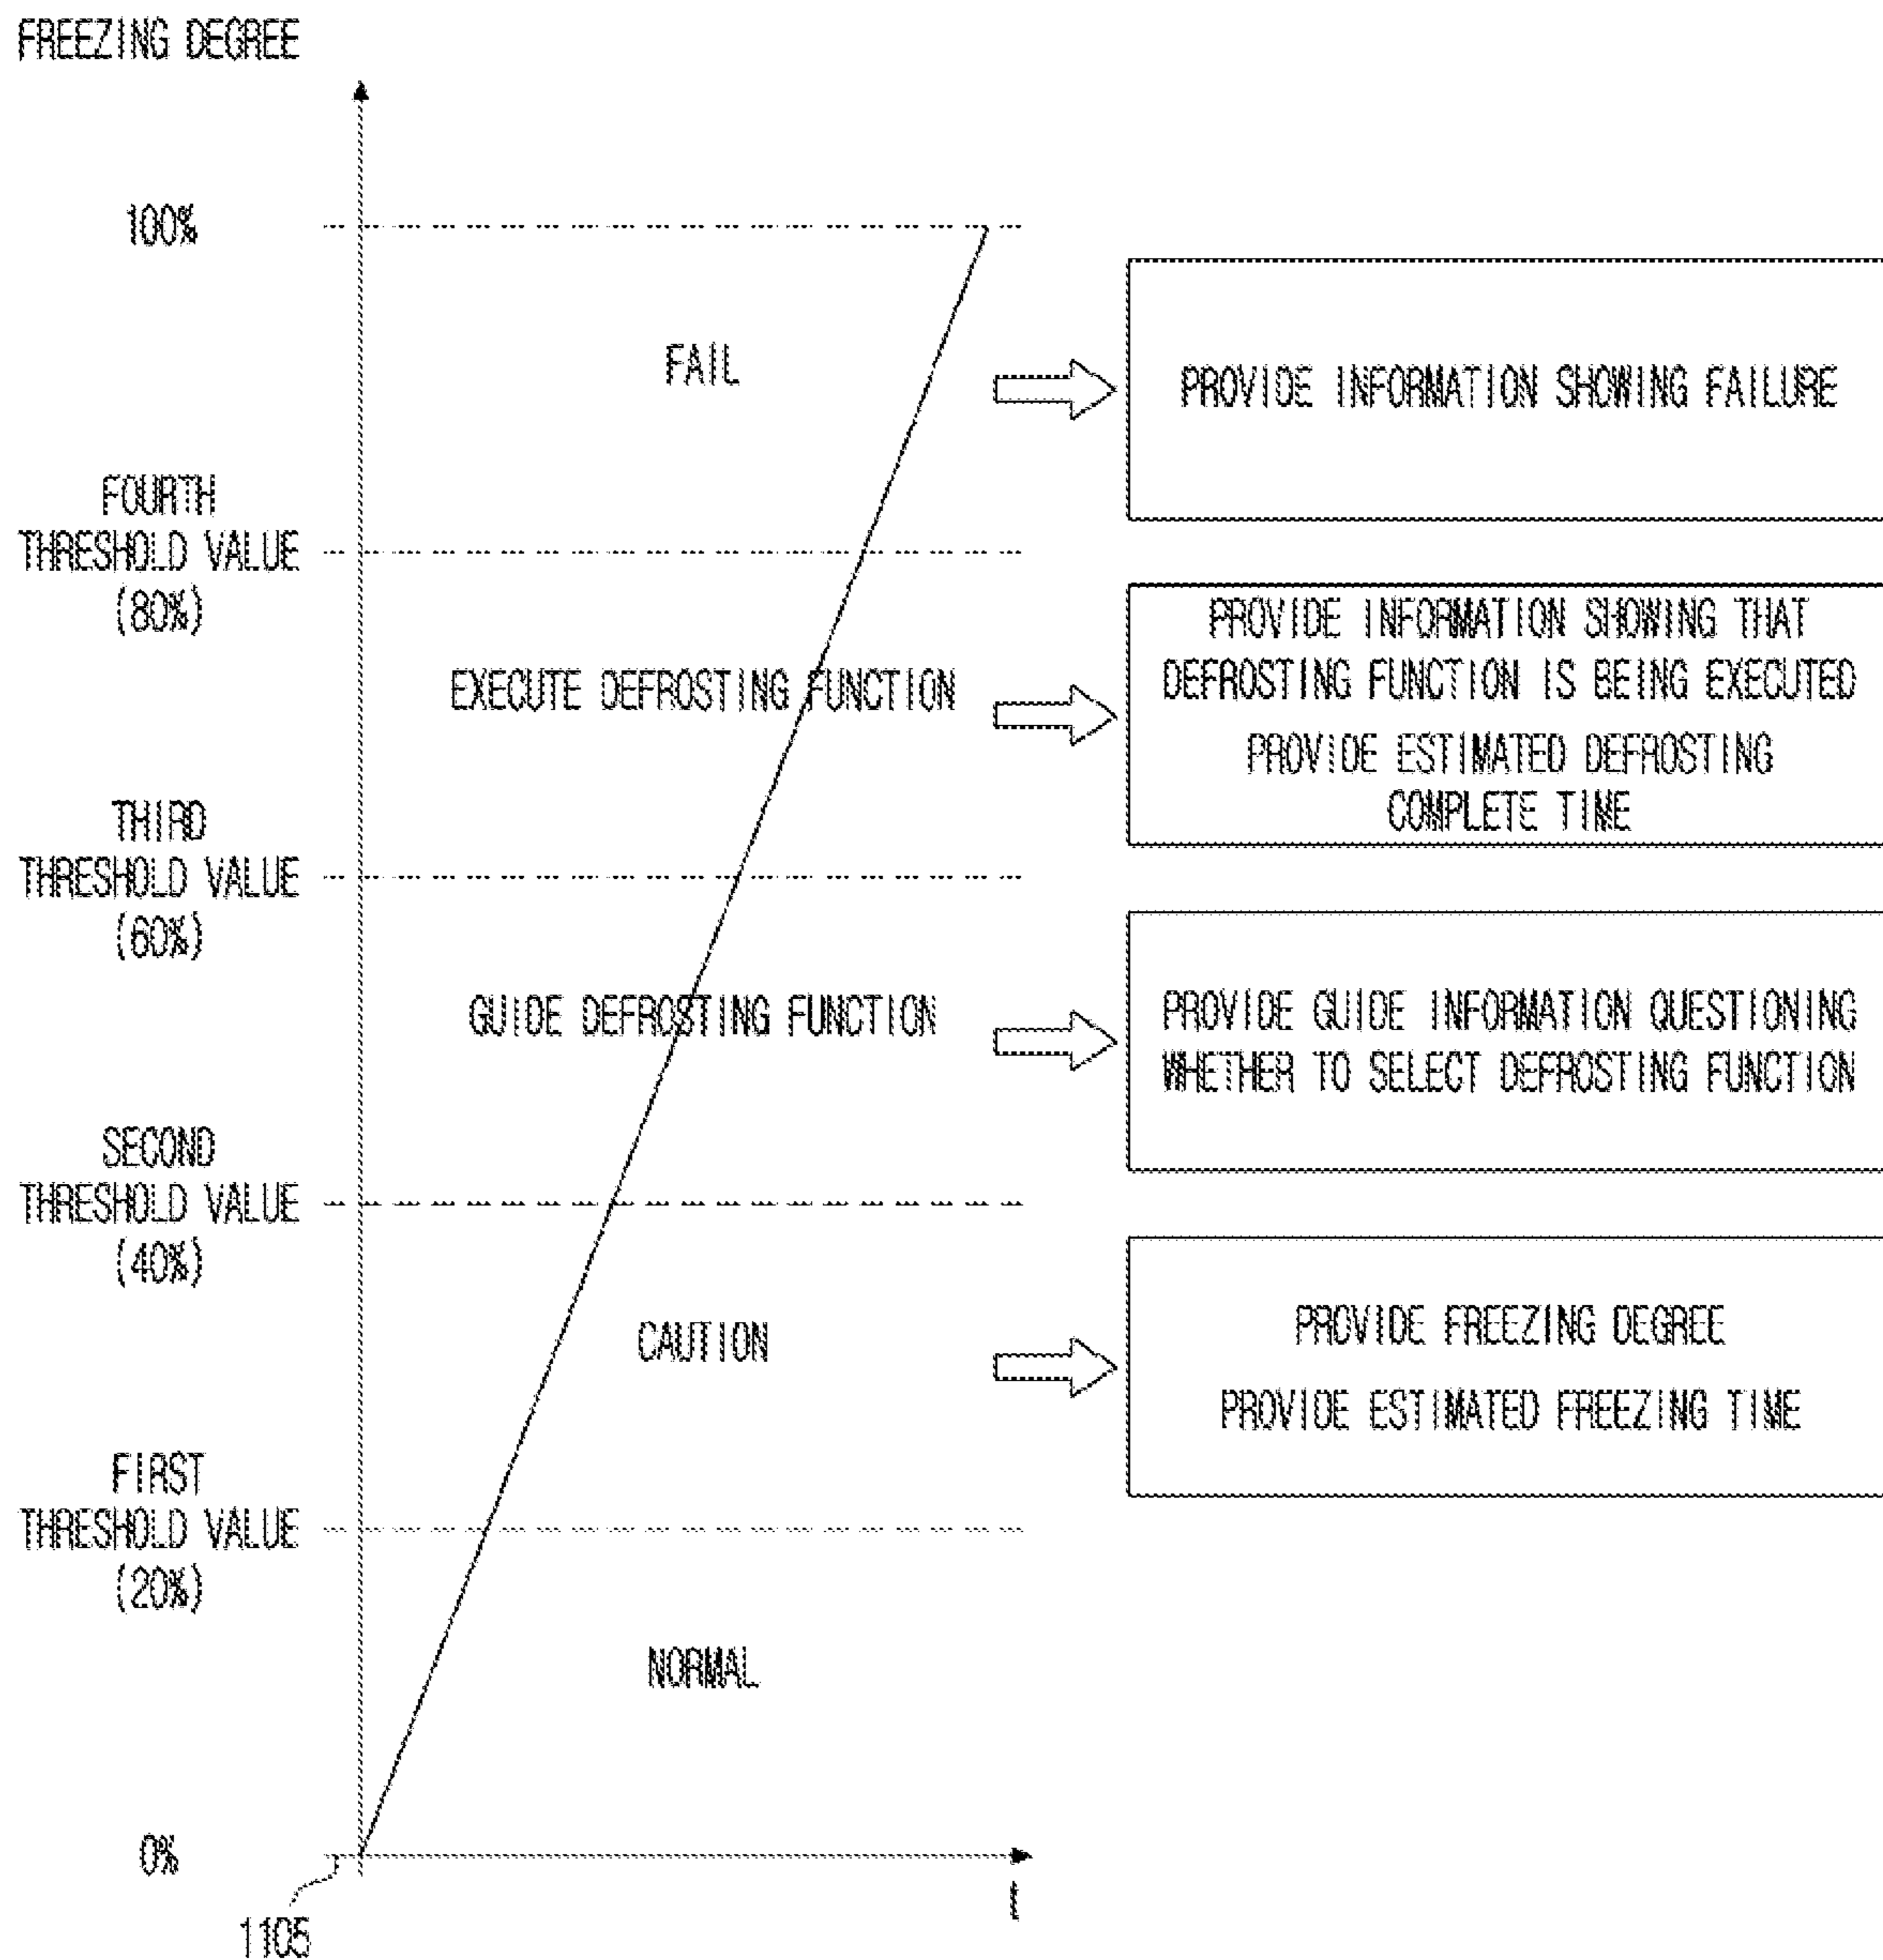 FREEZING DEGREE
100%
FAIL
PROVIDE INFORMATION SHOWING FAILURE
FOURTH
THRESHOLD VALUE
(80%)
EXECUTE DEFROSTING FUNCTION
PROVIDE INFORMATION SHOWING THAT
DEFROSTING FUNCTION IS BEING EXECUTED
PROVIDE ESTIMATED DEFROSTING
COMPLETE TIME
THIRD
THRESHOLD VALUE
(60%)
GUIDE DEFROSTING FUNCTION
PROVIDE GUIDE INFORMATION QUESTIONING
WHETHER TO SELECT DEFROSTING FUNCTION
SECOND
THRESHOLD VALUE
(40%)
CAUTION
PROVIDE FREEZING DEGREE
PROVIDE ESTIMATED FREEZING TIME
FIRST
THRESHOLD VALUE
(20%)
NORMAL
0%
t
1105